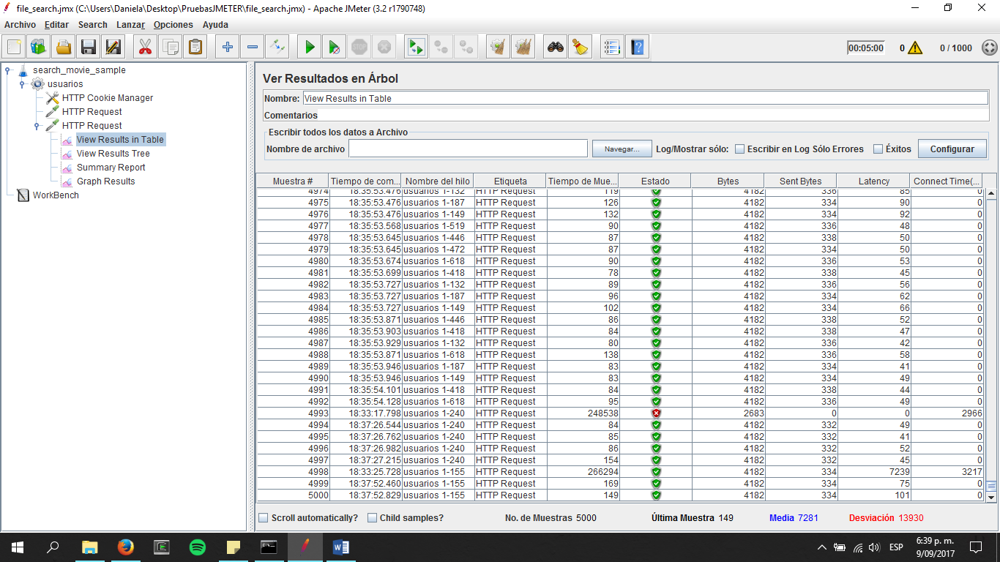 file_search.jmx (C:\Users\Daniela\Desktop\PruebasJMETER\file_search.jmx) - Apache JMeter (3.2 r1790748)
Archivo Editar Search Lanzar Opciones Ayuda
00:05:00 0 0 / 1000
search_movie_sample
usuarios
HTTP Cookie Manager
HTTP Request
HTTP Request
View Results in Table
View Results Tree
Summary Report
Graph Results
WorkBench
Ver Resultados en Árbol
Nombre: View Results in Table
Comentarios
Escribir todos los datos a Archivo
Nombre de archivo Navegar... Log/Mostrar sólo: Escribir en Log Sólo Errores Éxitos Configurar
Muestra # Tiempo de com... Nombre del hilo Etiqueta Tiempo de Mue... Estado Bytes Sent Bytes Latency Connect Time(...
4974 18:35:53.476 usuarios 1-132 HTTP Request 119 4182 336 85 0
4975 18:35:53.476 usuarios 1-187 HTTP Request 126 4182 334 90 0
4976 18:35:53.476 usuarios 1-149 HTTP Request 132 4182 334 92 0
4977 18:35:53.568 usuarios 1-519 HTTP Request 90 4182 336 48 0
4978 18:35:53.645 usuarios 1-446 HTTP Request 87 4182 338 50 0
4979 18:35:53.645 usuarios 1-472 HTTP Request 87 4182 334 50 0
4980 18:35:53.674 usuarios 1-618 HTTP Request 90 4182 336 53 0
4981 18:35:53.699 usuarios 1-418 HTTP Request 78 4182 338 45 0
4982 18:35:53.727 usuarios 1-132 HTTP Request 89 4182 336 56 0
4983 18:35:53.727 usuarios 1-187 HTTP Request 96 4182 334 62 0
4984 18:35:53.727 usuarios 1-149 HTTP Request 102 4182 334 66 0
4985 18:35:53.871 usuarios 1-446 HTTP Request 86 4182 338 52 0
4986 18:35:53.903 usuarios 1-418 HTTP Request 84 4182 338 47 0
4987 18:35:53.929 usuarios 1-132 HTTP Request 80 4182 336 42 0
4988 18:35:53.871 usuarios 1-618 HTTP Request 138 4182 336 58 0
4989 18:35:53.946 usuarios 1-187 HTTP Request 83 4182 334 41 0
4990 18:35:53.946 usuarios 1-149 HTTP Request 83 4182 334 49 0
4991 18:35:54.101 usuarios 1-418 HTTP Request 84 4182 338 44 0
4992 18:35:54.128 usuarios 1-618 HTTP Request 95 4182 336 49 0
4993 18:33:17.798 usuarios 1-240 HTTP Request 248538 2683 0 0 2966
4994 18:37:26.544 usuarios 1-240 HTTP Request 84 4182 332 49 0
4995 18:37:26.762 usuarios 1-240 HTTP Request 85 4182 332 41 0
4996 18:37:26.982 usuarios 1-240 HTTP Request 86 4182 332 52 0
4997 18:37:27.215 usuarios 1-240 HTTP Request 154 4182 332 45 0
4998 18:33:25.728 usuarios 1-155 HTTP Request 266294 4182 334 7239 3217
4999 18:37:52.460 usuarios 1-155 HTTP Request 169 4182 334 75 0
5000 18:37:52.829 usuarios 1-155 HTTP Request 149 4182 334 101 0
Scroll automatically? Child samples? No. de Muestras 5000 Última Muestra 149 Media 7281 Desviación 13930
ESP
6:39 p. m.
9/09/2017